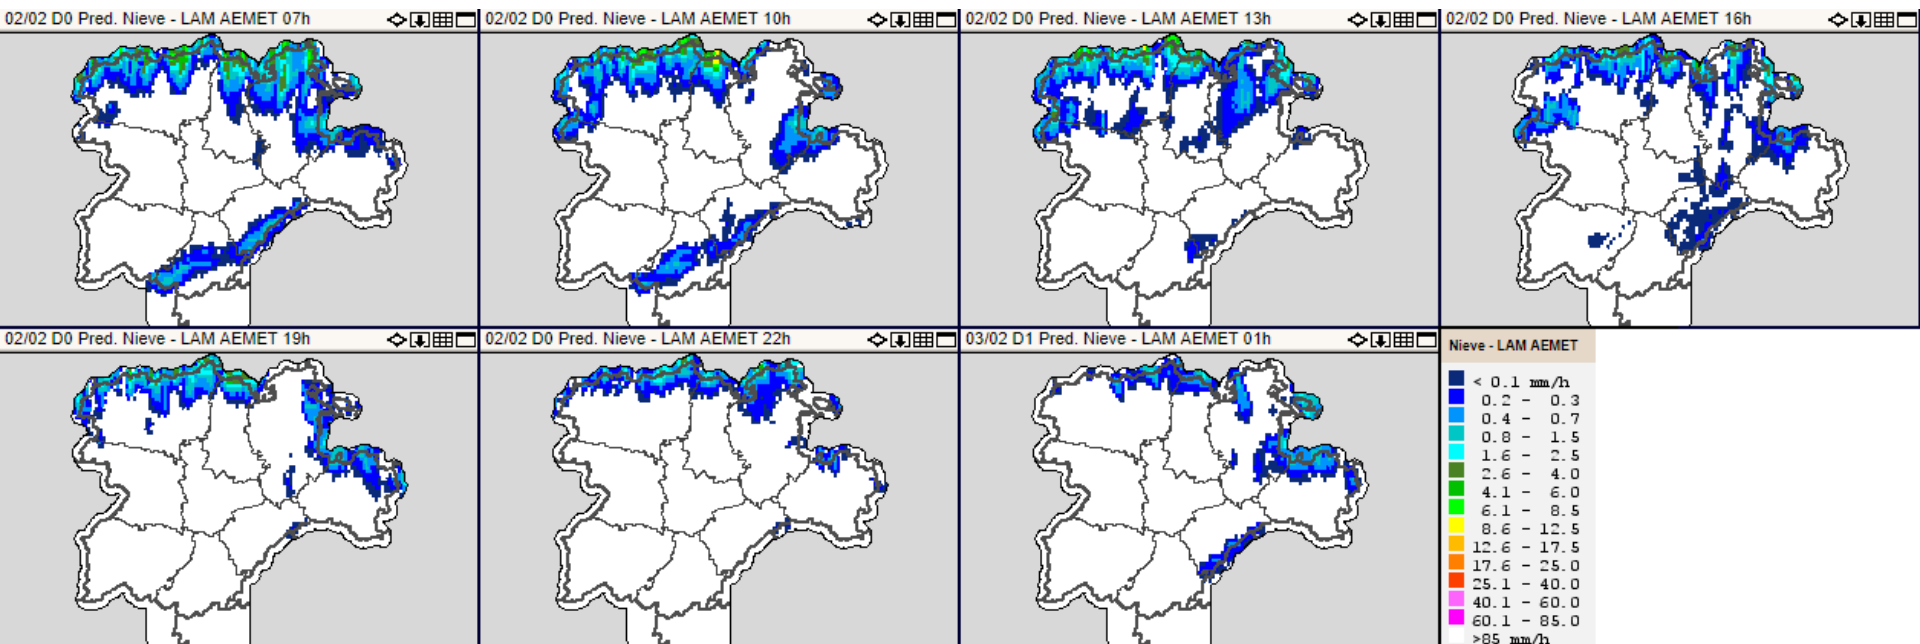 02/02 D0 Pred. Nieve - LAM AEMET 07h
02/02 D0 Pred. Nieve - LAM AEMET 10h
02/02 D0 Pred. Nieve - LAM AEMET 13h
02/02 D0 Pred. Nieve - LAM AEMET 16h
02/02 D0 Pred. Nieve - LAM AEMET 19h
02/02 D0 Pred. Nieve - LAM AEMET 22h
03/02 D1 Pred. Nieve - LAM AEMET 01h
Nieve - LAM AEMET
< 0.1 mm/h
0.2 - 0.3
0.4 - 0.7
0.8 - 1.5
1.6 - 2.5
2.6 - 4.0
4.1 - 6.0
6.1 - 8.5
8.6 - 12.5
12.6 - 17.5
17.6 - 25.0
25.1 - 40.0
40.1 - 60.0
60.1 - 85.0
>85 mm/h